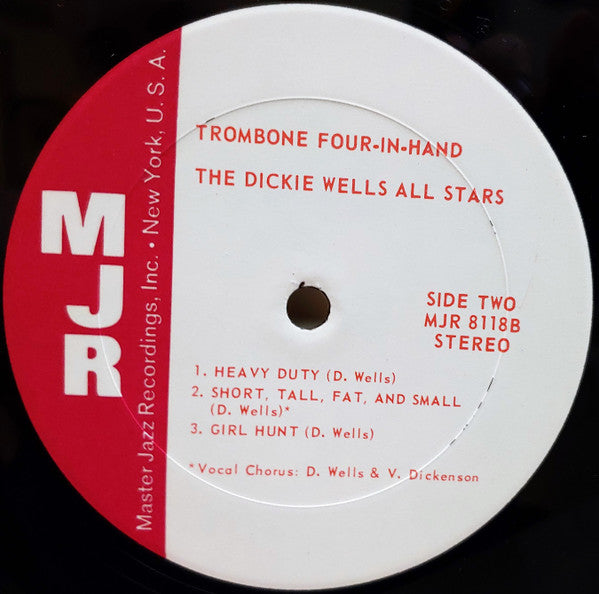 MJR
Master Jazz Recordings, Inc. • New York, U. S. A.
TROMBONE FOUR-IN-HAND
THE DICKIE WELLS ALL STARS
SIDE TWO
MJR 8118B
STEREO
1. HEAVY DUTY (D. Wells)
2. SHORT, TALL, FAT, AND SMALL
(D. Wells)*
3. GIRL HUNT (D. Wells)
*Vocal Chorus: D. Wells & V. Dickenson